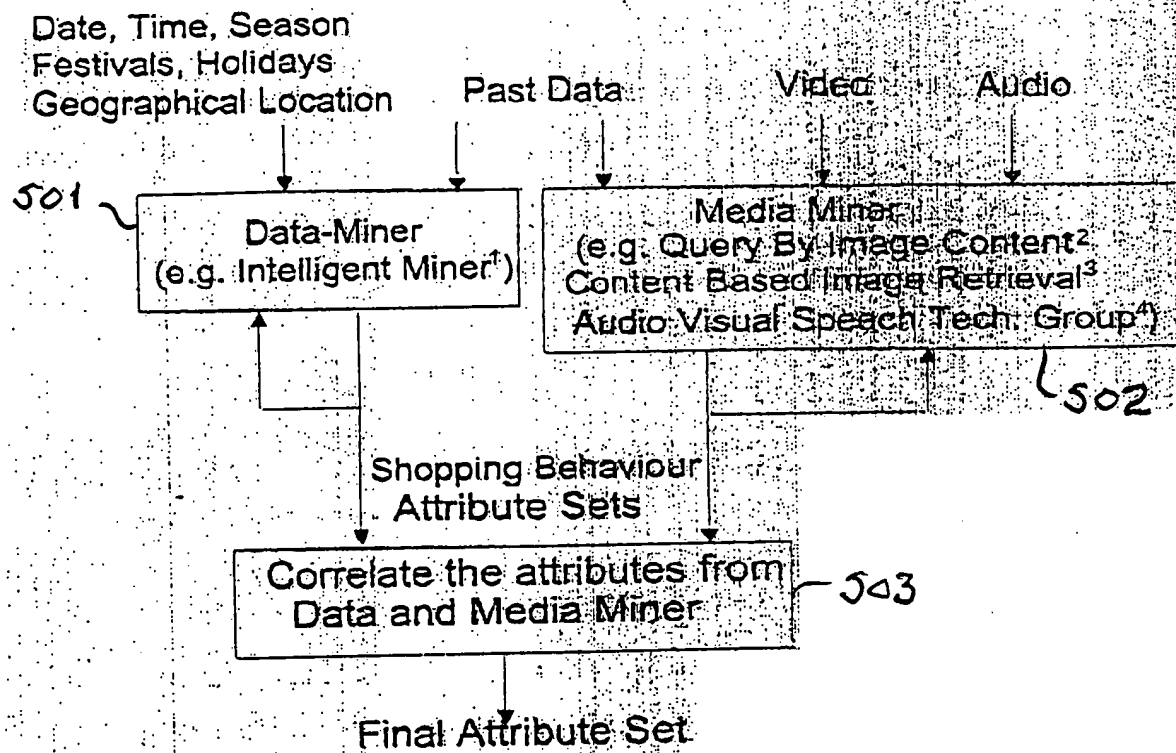 Date, Time, Season
Festivals, Holidays
Geographical Location
Past Data
Video
Audio
501
Data-Miner
(e.g. Intelligent Miner¹)
Media Miner
(e.g. Query By Image Content²
Content Based Image Retrieval³
Audio Visual Speach Tech. Group⁴)
502
Shopping Behaviour
Attribute Sets
Correlate the attributes from
Data and Media Miner
503
Final Attribute Set